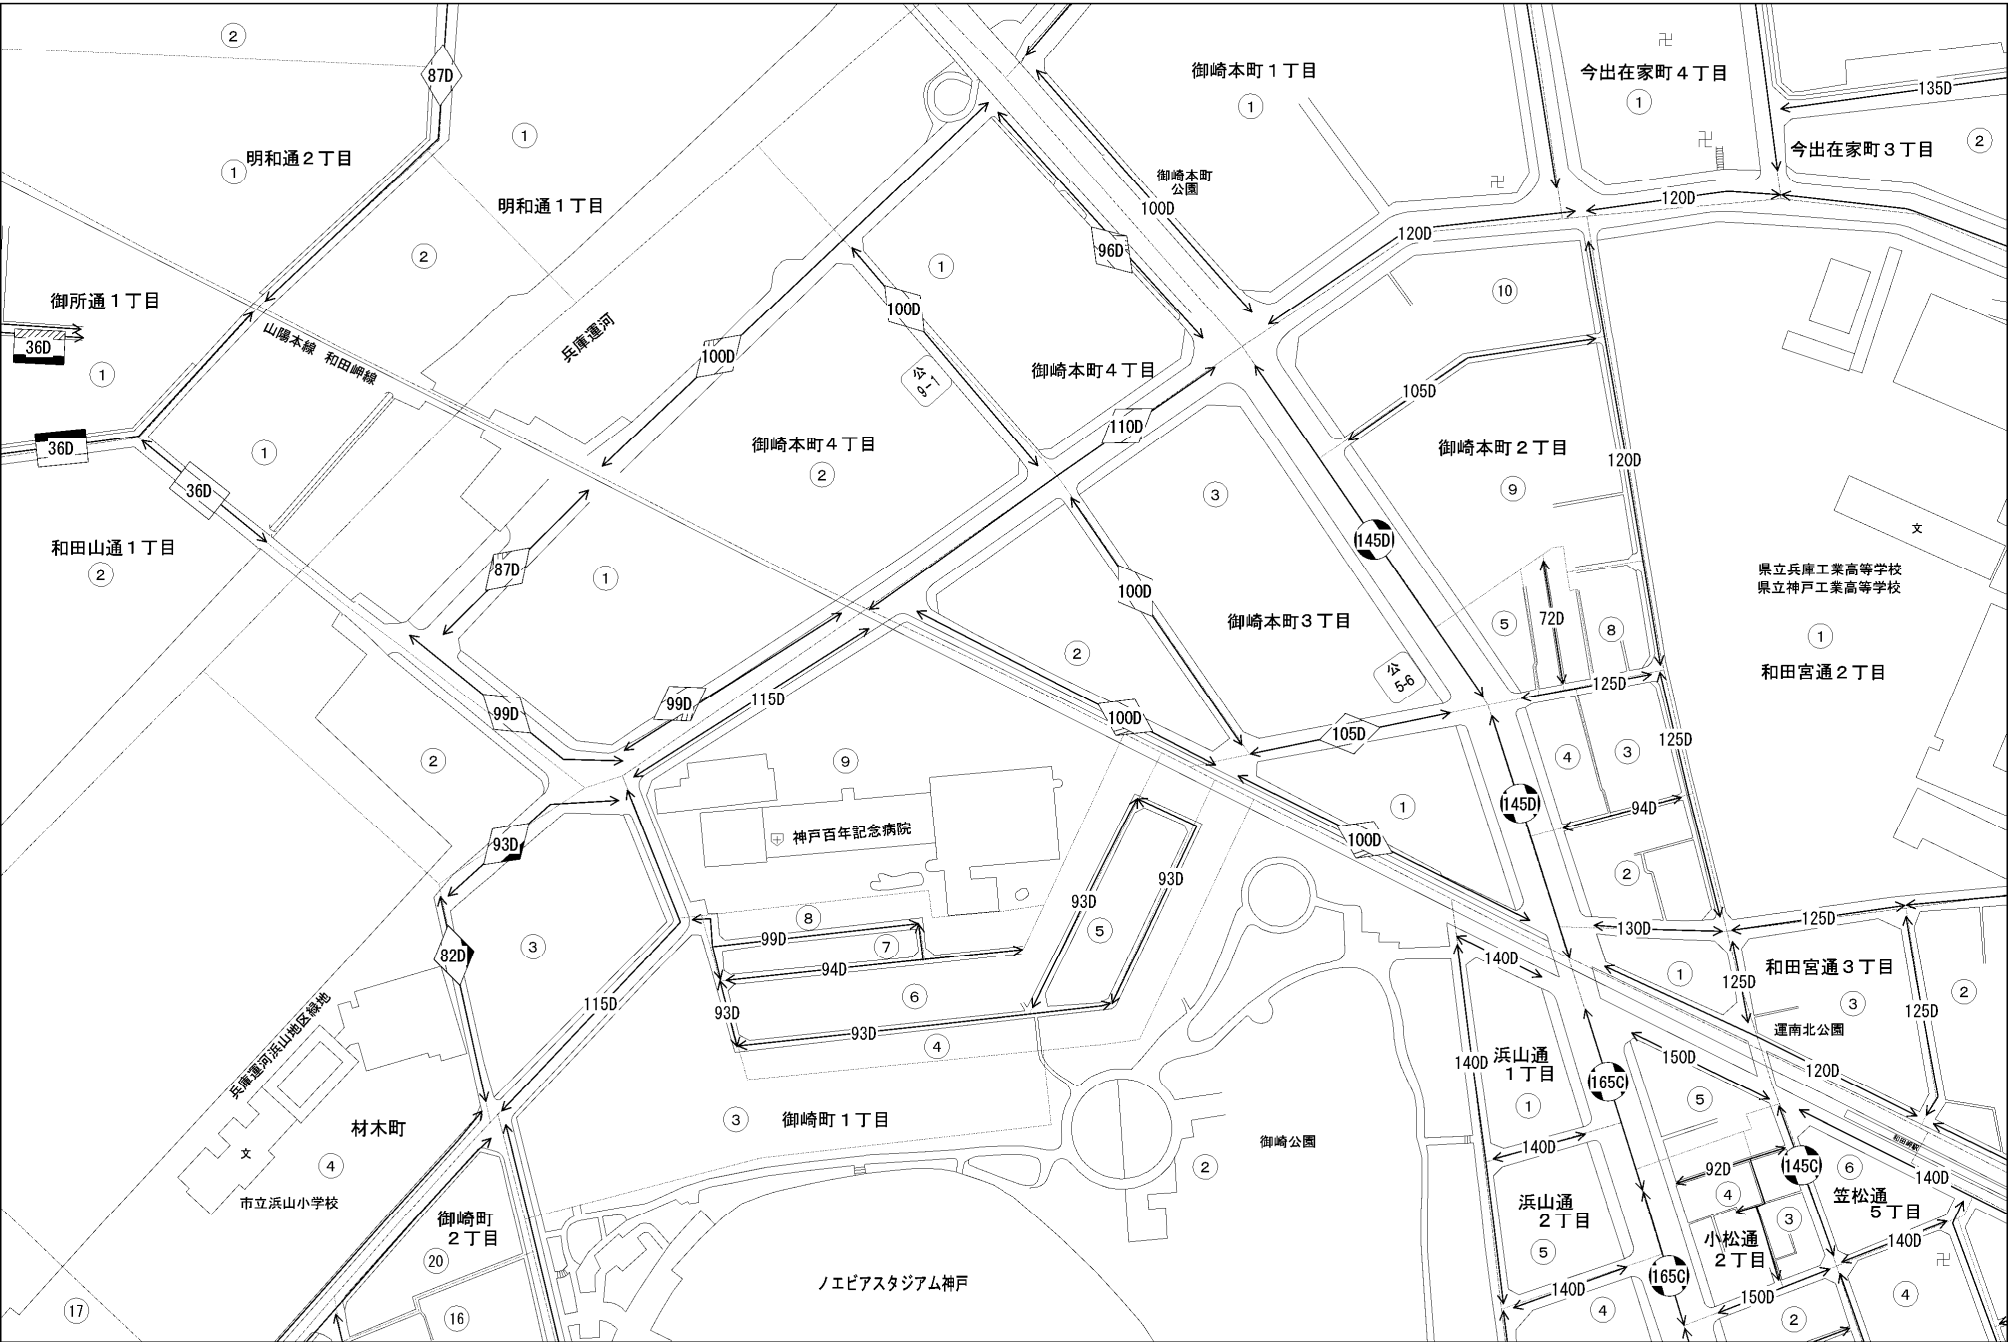 2
87D
御崎本町1丁目
1
今出在家町4丁目
1
135D
明和通2丁目
1
1
今出在家町3丁目
2
御崎本町
公園
100D
明和通1丁目
120D
120D
96D
2
1
10
御所通1丁目
100D
兵庫運河
山陽本線 和田岬線
36D
1
100D
公
9-1
御崎本町4丁目
105D
110D
36D
1
御崎本町4丁目
2
御崎本町2丁目
9
120D
36D
3
145D
文
和田山通1丁目
2
87D
1
100D
県立兵庫工業高等学校
県立神戸工業高等学校
御崎本町3丁目
5
72D
8
1
和田宮通2丁目
2
公
5-6
125D
99D
99D
115D
100D
105D
125D
2
9
4
3
145D
1
94D
神戸百年記念病院
100D
93D
93D
93D
2
8
99D
7
5
130D
125D
3
82D
94D
140D
和田宮通3丁目
1
125D
3
2
6
115D
93D
93D
4
125D
運南北公園
兵庫運河浜山地区緑地
浜山通
1丁目
140D
150D
120D
165C
1
5
材木町
3
御崎町1丁目
御崎公園
和田岬駅
文
4
2
140D
92D
145C
6
140D
市立浜山小学校
4
笠松通
5丁目
浜山通
2丁目
御崎町
2丁目
3
小松通
2丁目
140D
20
5
165C
ノエビアスタジアム神戸
140D
150D
17
16
4
2
4